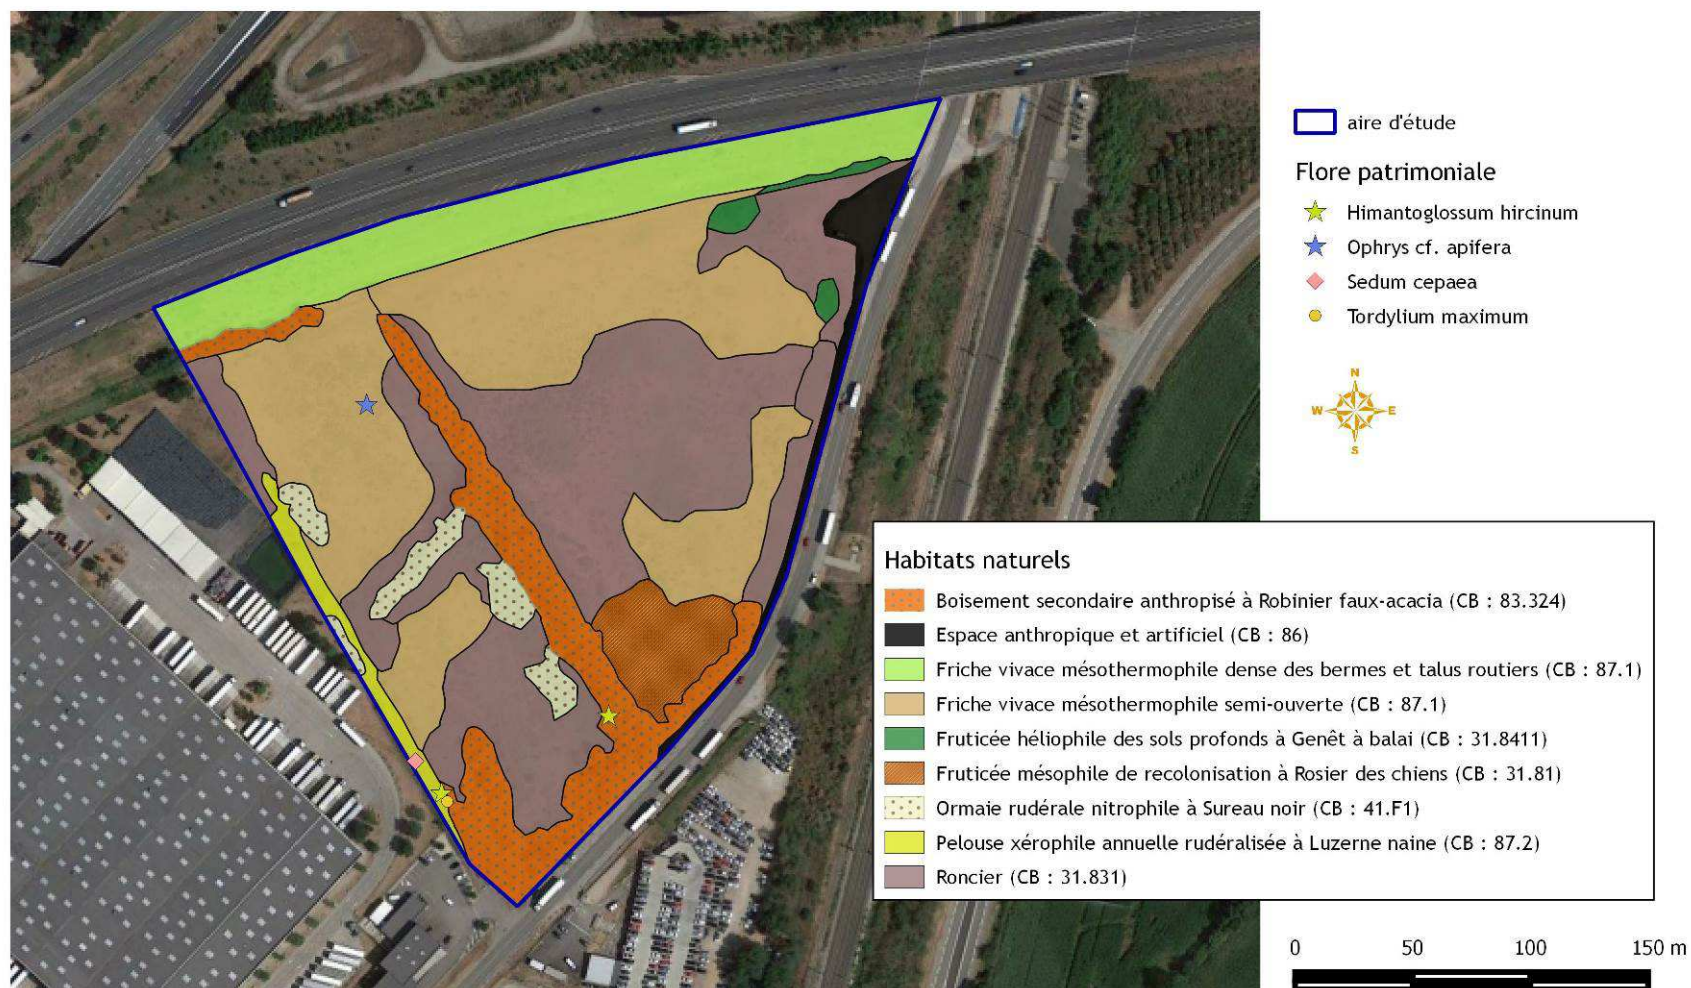 aire d'étude
Flore patrimoniale
Himantoglossum hircinum
Ophrys cf. apifera
Sedum cepaea
Tordylium maximum
N
W E
S
Habitats naturels
Boisement secondaire anthropisé à Robinier faux-acacia (CB : 83.324)
Espace anthropique et artificiel (CB : 86)
Friche vivace mésothermophile dense des bermes et talus routiers (CB : 87.1)
Friche vivace mésothermophile semi-ouverte (CB : 87.1)
Fruticée héliophile des sols profonds à Genêt à balai (CB : 31.8411)
Fruticée mésophile de recolonisation à Rosier des chiens (CB : 31.81)
Ormaie rudérale nitrophile à Sureau noir (CB : 41.F1)
Pelouse xérophile annuelle rudéralisée à Luzerne naine (CB : 87.2)
Roncier (CB : 31.831)
0 50 100 150 m